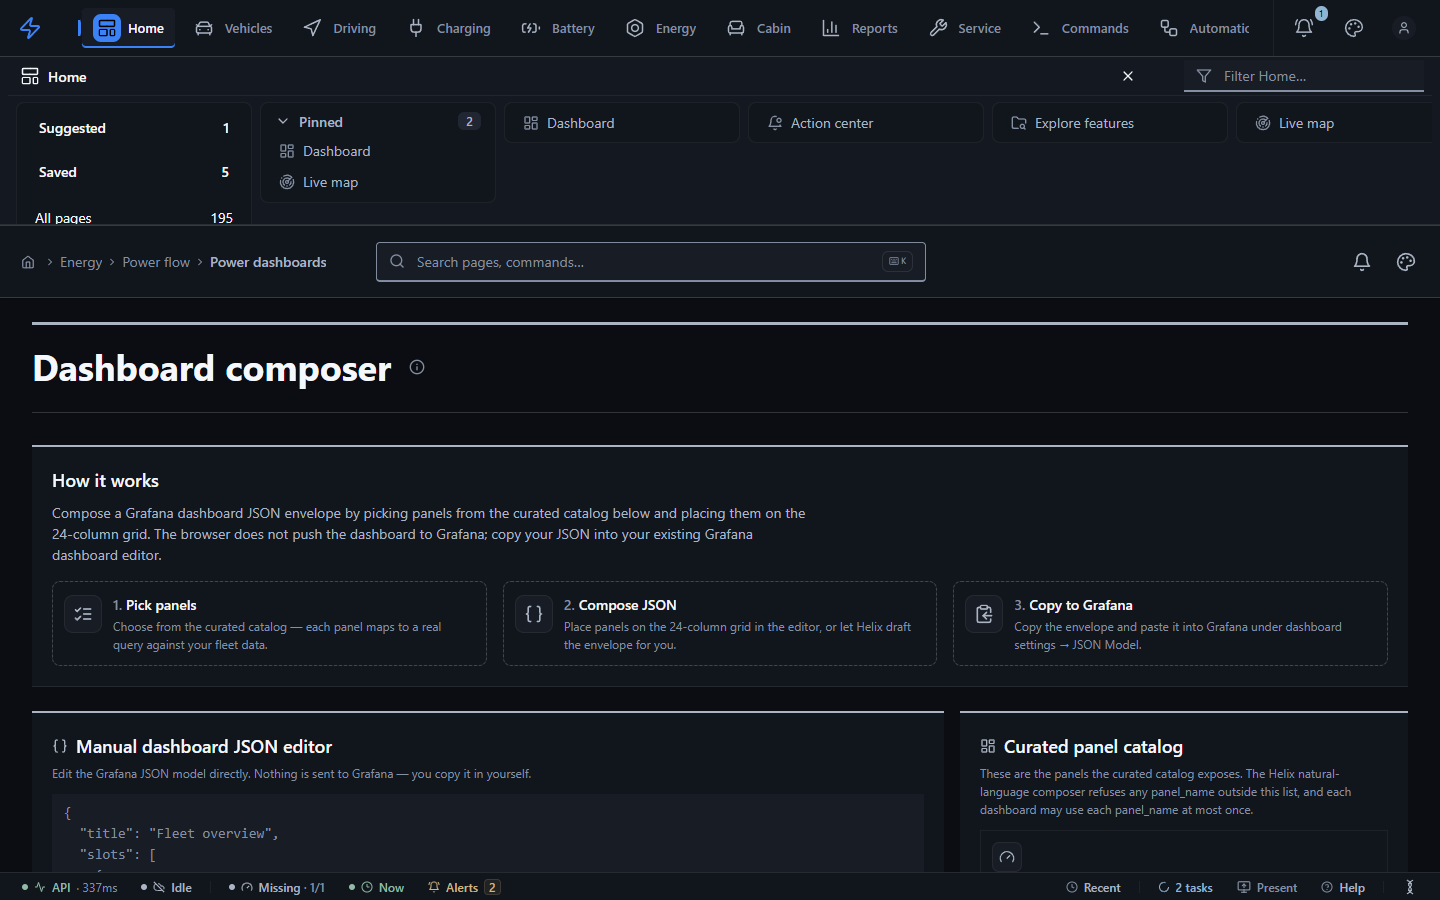 Home
Vehicles
Driving
Charging
Battery
Energy
Cabin
Reports
Service
Commands
Automatic
1
Home
Filter Home...
Suggested 1
Saved 5
All pages 195
Pinned 2
Dashboard
Live map
Dashboard
Action center
Explore features
Live map
Energy > Power flow > Power dashboards
Search pages, commands...
K
Dashboard composer
How it works
Compose a Grafana dashboard JSON envelope by picking panels from the curated catalog below and placing them on the
24-column grid. The browser does not push the dashboard to Grafana; copy your JSON into your existing Grafana
dashboard editor.
1. Pick panels
Choose from the curated catalog — each panel maps to a real
query against your fleet data.
2. Compose JSON
Place panels on the 24-column grid in the editor, or let Helix draft
the envelope for you.
3. Copy to Grafana
Copy the envelope and paste it into Grafana under dashboard
settings → JSON Model.
Manual dashboard JSON editor
Edit the Grafana JSON model directly. Nothing is sent to Grafana — you copy it in yourself.
{
"title": "Fleet overview",
"slots": [
{
Curated panel catalog
These are the panels the curated catalog exposes. The Helix natural-
language composer refuses any panel_name outside this list, and each
dashboard may use each panel_name at most once.
API · 337ms
Idle
Missing · 1/1
Now
Alerts 2
Recent
2 tasks
Present
Help